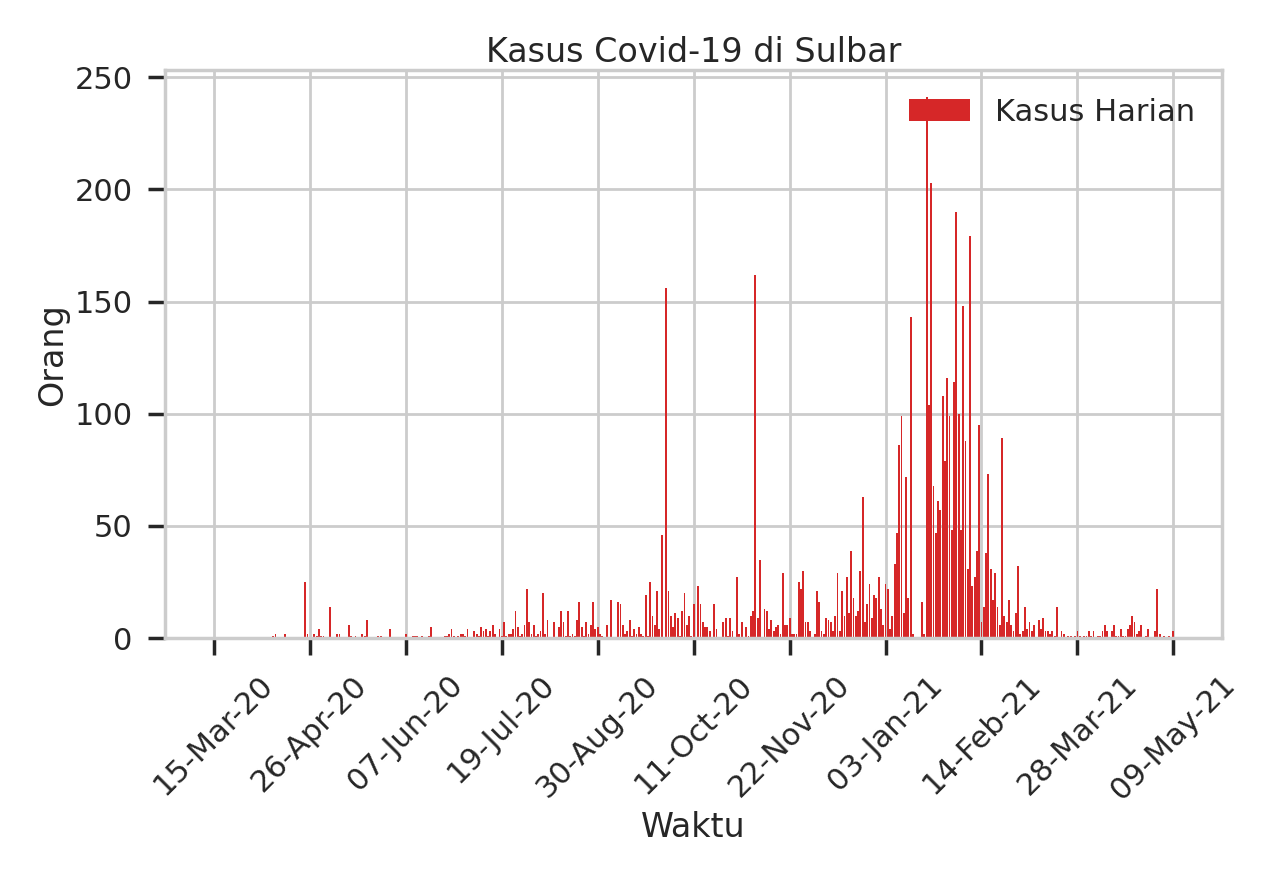 Kasus Covid-19 di Sulbar
Kasus Harian
Orang
250
200
150
100
50
0
15-Mar-20
26-Apr-20
07-Jun-20
19-Jul-20
30-Aug-20
11-Oct-20
22-Nov-20
03-Jan-21
14-Feb-21
28-Mar-21
09-May-21
Waktu